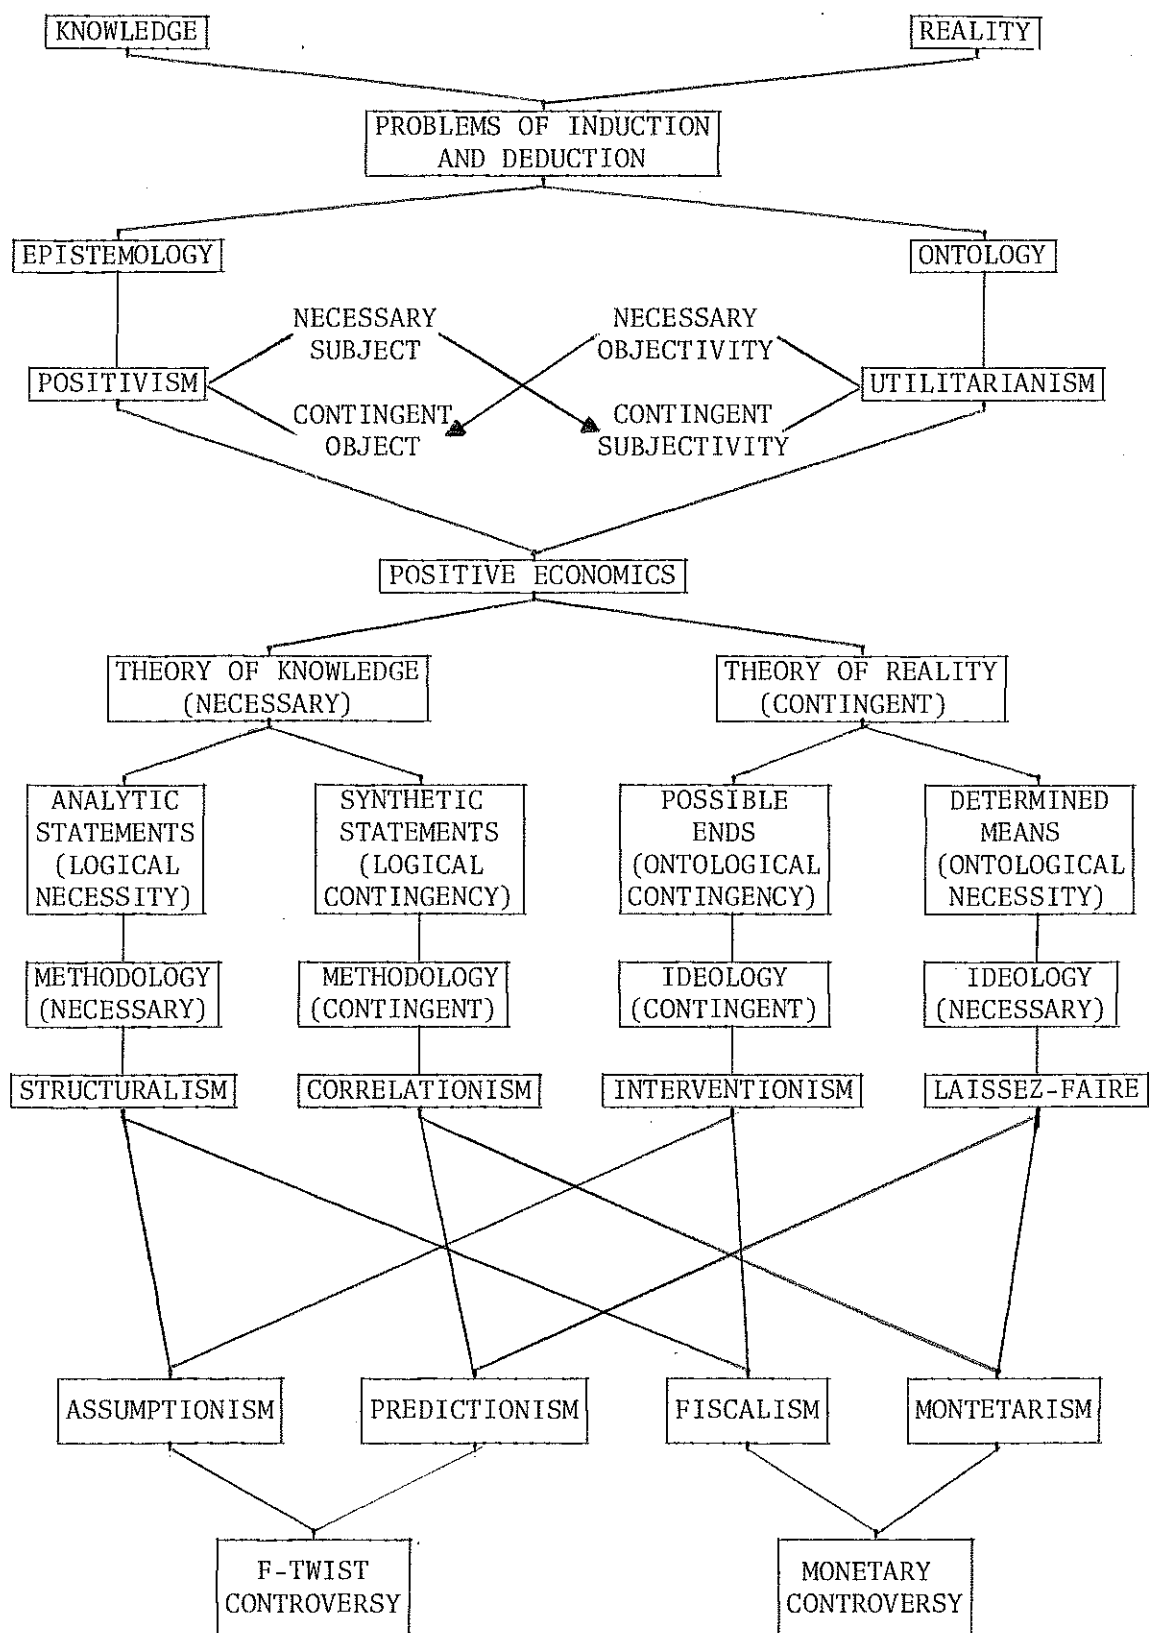 KNOWLEDGE
REALITY
PROBLEMS OF INDUCTION
AND DEDUCTION
EPISTEMOLOGY
ONTOLOGY
NECESSARY
SUBJECT
NECESSARY
OBJECTIVITY
POSITIVISM
UTILITARIANISM
CONTINGENT
OBJECT
CONTINGENT
SUBJECTIVITY
POSITIVE ECONOMICS
THEORY OF KNOWLEDGE
(NECESSARY)
THEORY OF REALITY
(CONTINGENT)
ANALYTIC
STATEMENTS
(LOGICAL
NECESSITY)
SYNTHETIC
STATEMENTS
(LOGICAL
CONTINGENCY)
POSSIBLE
ENDS
(ONTOLOGICAL
CONTINGENCY)
DETERMINED
MEANS
(ONTOLOGICAL
NECESSITY)
METHODOLOGY
(NECESSARY)
METHODOLOGY
(CONTINGENT)
IDEOLOGY
(CONTINGENT)
IDEOLOGY
(NECESSARY)
STRUCTURALISM
CORRELATIONISM
INTERVENTIONISM
LAISSEZ-FAIRE
ASSUMPTIONISM
PREDICTIONISM
FISCALISM
MONTETARISM
F-TWIST
CONTROVERSY
MONETARY
CONTROVERSY